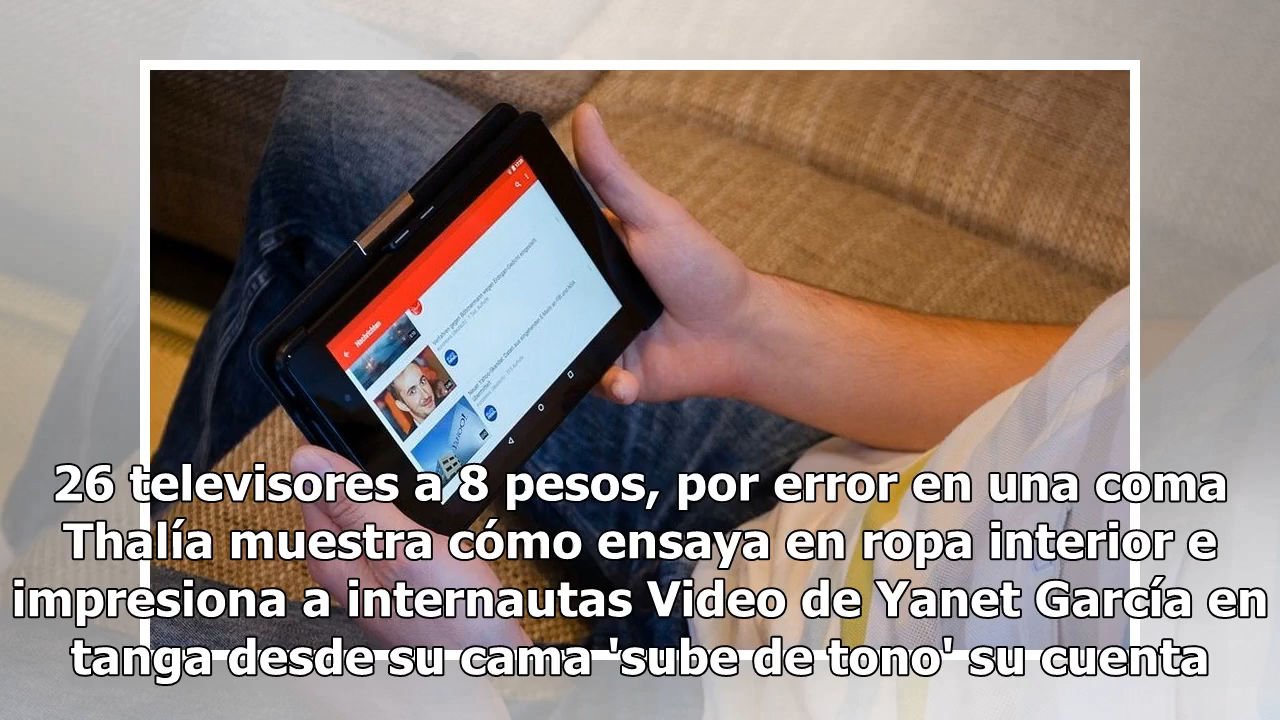 Nachrichten
26 televisores a 8 pesos, por error en una coma
Thalía muestra cómo ensaya en ropa interior e
impresiona a internautas Video de Yanet García en
tanga desde su cama 'sube de tono' su cuenta